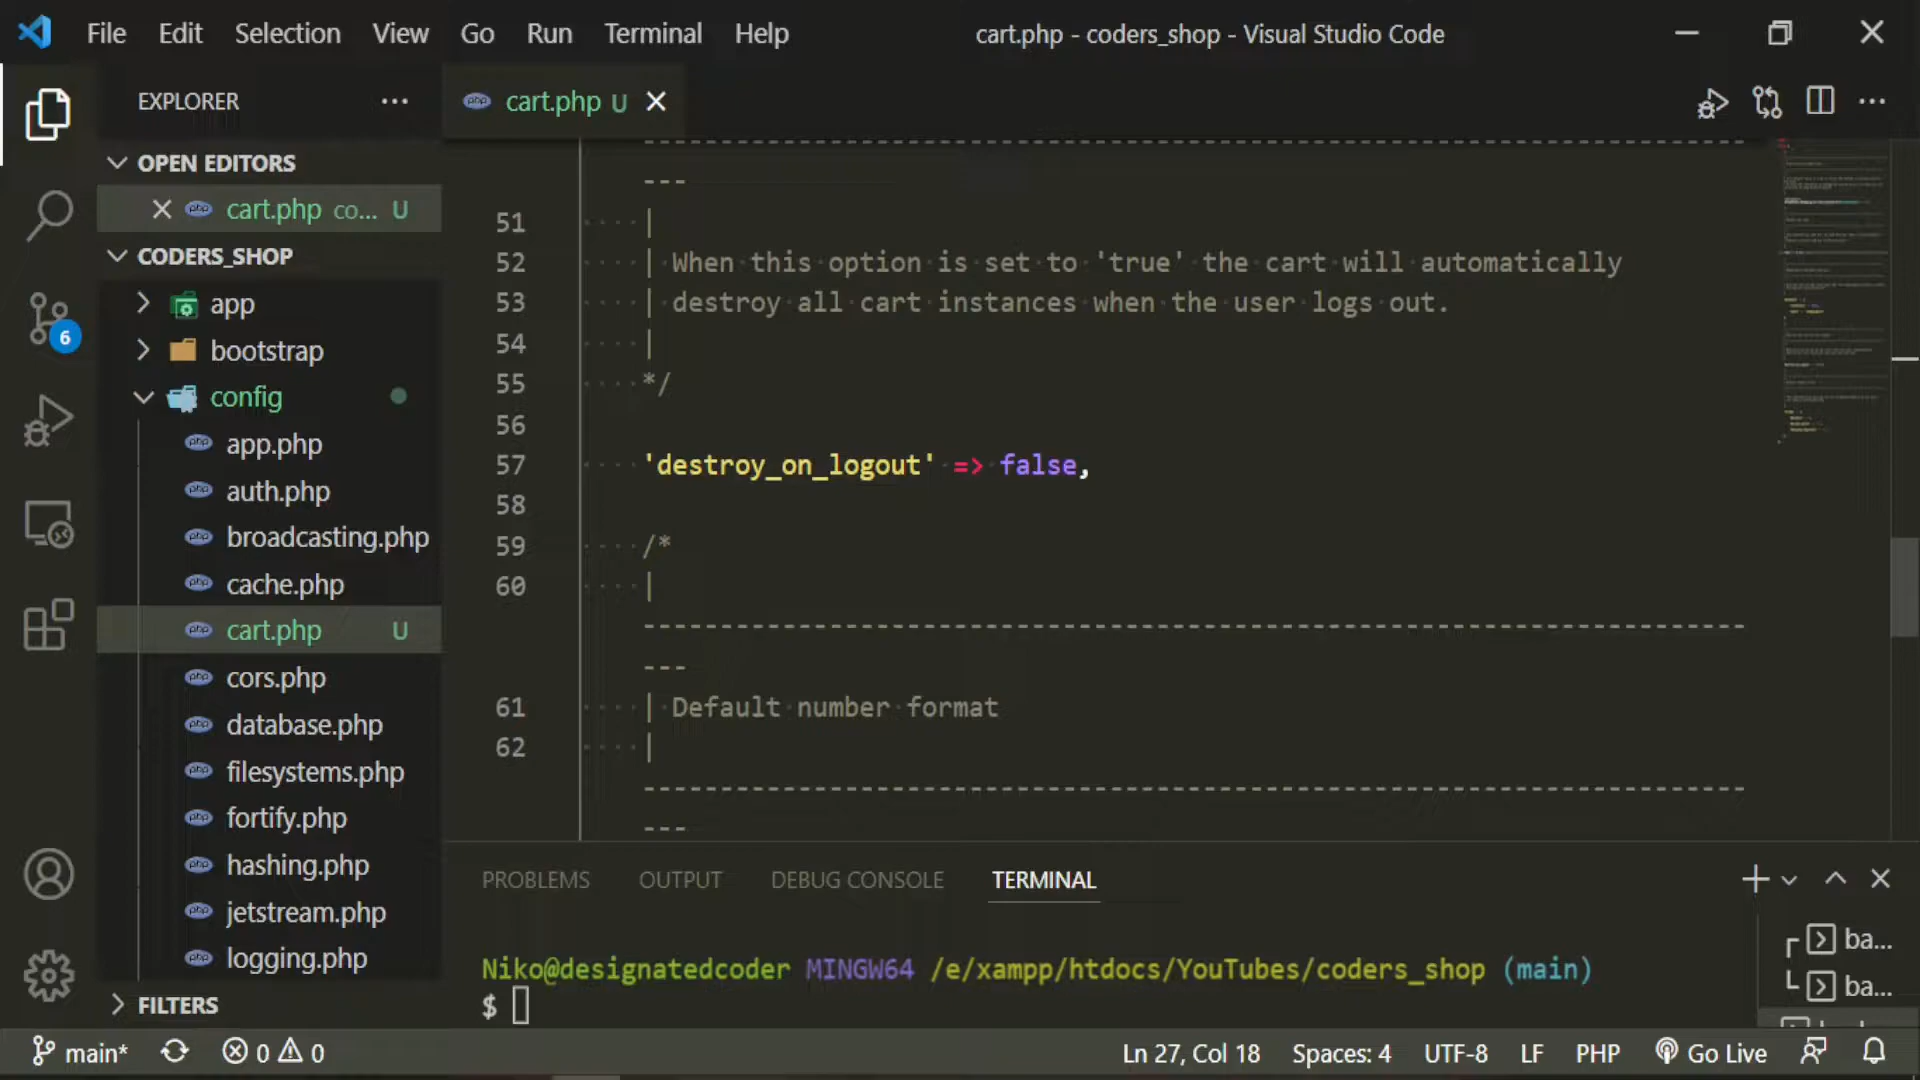 File Edit Selection View Go Run Terminal Help cart.php - coders_shop - Visual Studio Code
EXPLORER ...
cart.php U
OPEN EDITORS
cart.php co... U
CODERS_SHOP
app
bootstrap
config
app.php
auth.php
broadcasting.php
cache.php
cart.php U
cors.php
database.php
filesystems.php
fortify.php
hashing.php
jetstream.php
logging.php
FILTERS
6
------------------------------------------------------------------------
---
51 |
52 | When this option is set to 'true' the cart will automatically
53 | destroy all cart instances when the user logs out.
54 |
55 */
56
57 'destroy_on_logout' => false,
58
59 /*
60 |
------------------------------------------------------------------------
---
61 | Default number format
62 |
------------------------------------------------------------------------
---
PROBLEMS OUTPUT DEBUG CONSOLE TERMINAL
Niko@designatedcoder MINGW64 /e/xampp/htdocs/YouTubes/coders_shop (main)
$
ba...
ba...
main* 0 0 Ln 27, Col 18 Spaces: 4 UTF-8 LF PHP Go Live